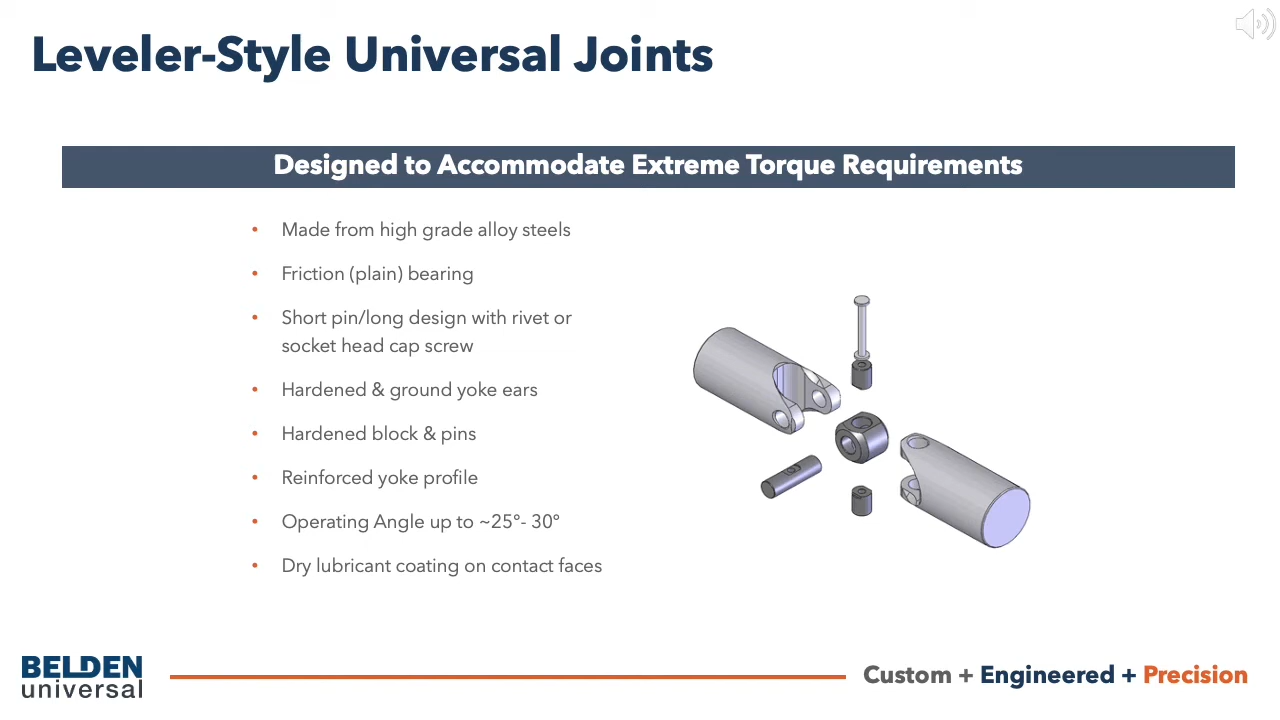 Leveler-Style Universal Joints
Designed to Accommodate Extreme Torque Requirements
• Made from high grade alloy steels
• Friction (plain) bearing
• Short pin/long design with rivet or
socket head cap screw
• Hardened & ground yoke ears
• Hardened block & pins
• Reinforced yoke profile
• Operating Angle up to ~25°- 30°
• Dry lubricant coating on contact faces
BELDEN
universal
Custom + Engineered + Precision